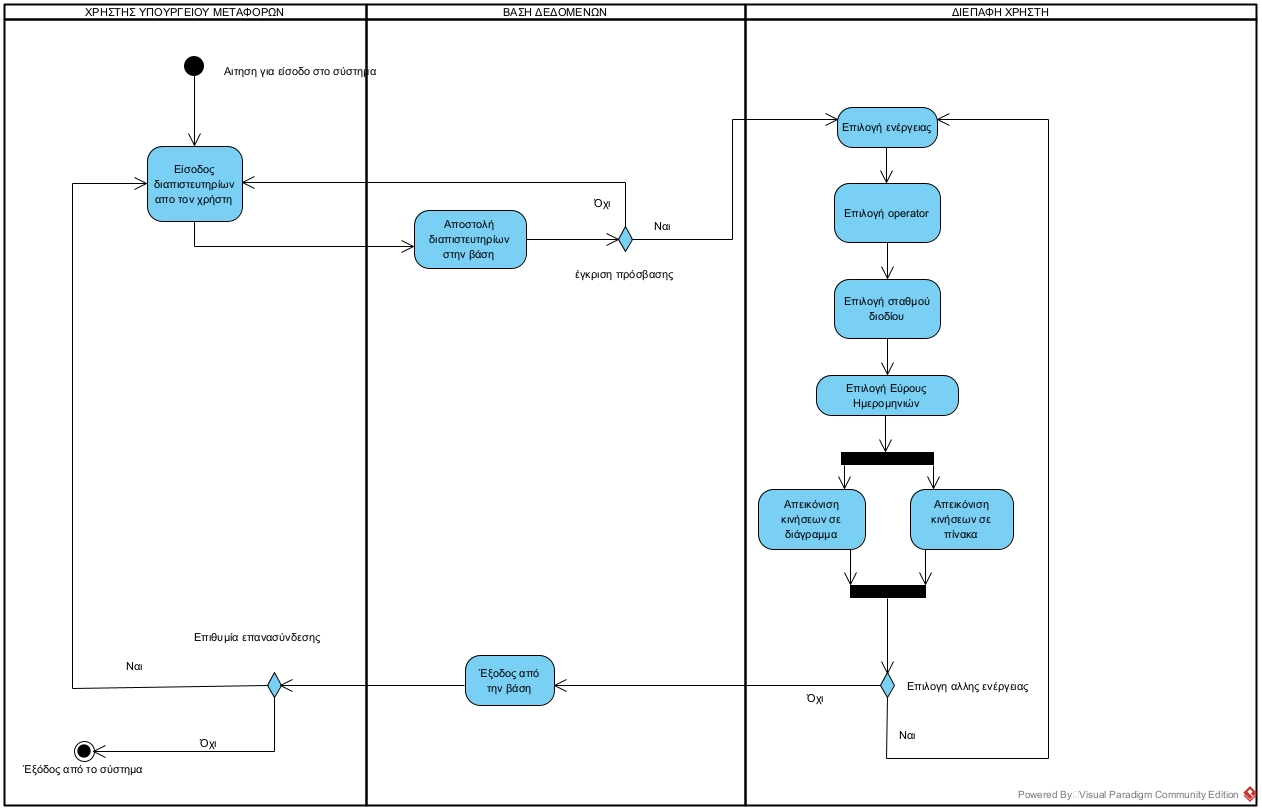 ΧΡΗΣΤΗΣ ΥΠΟΥΡΓΕΙΟΥ ΜΕΤΑΦΟΡΩΝ
ΒΑΣΗ ΔΕΔΟΜΕΝΩΝ
ΔΙΕΠΑΦΗ ΧΡΗΣΤΗ
Αιτηση για είσοδο στο σύστημα
Είσοδος
διαπιστευτηρίων
απο τον χρήστη
Αποστολή
διαπιστευτηρίων
στην βάση
Όχι
Ναι
έγκριση πρόσβασης
Επιλογή ενέργειας
Επιλογή operator
Επιλογή σταθμού
διοδίου
Επιλογή Εύρους
Ημερομηνιών
Απεικόνιση
κινήσεων σε
διάγραμμα
Απεικόνιση
κινήσεων σε
πίνακα
Επιλογη αλλης ενέργειας
Όχι
Ναι
Έξοδος από
την βάση
Επιθυμία επανασύνδεσης
Ναι
Όχι
Έξόδος από το σύστημα
Powered By Visual Paradigm Community Edition